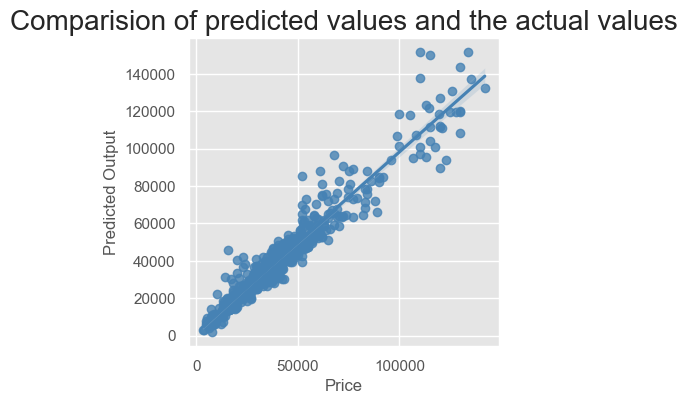 Comparision of predicted values and the actual values
140000
120000
100000
80000
60000
40000
20000
0
Predicted Output
0 50000 100000
Price